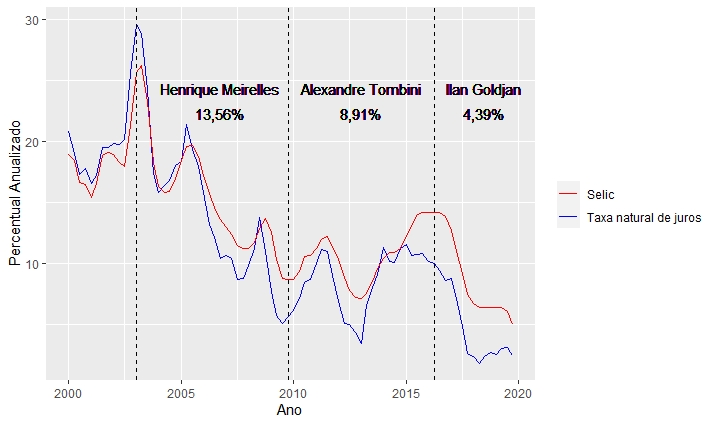 30
20
10
Percentual Anualizado
Henrique Meirelles
13,56%
Alexandre Tombini
8,91%
Ilan Goldjan
4,39%
2000
2005
2010
2015
2020
Ano
Selic
Taxa natural de juros